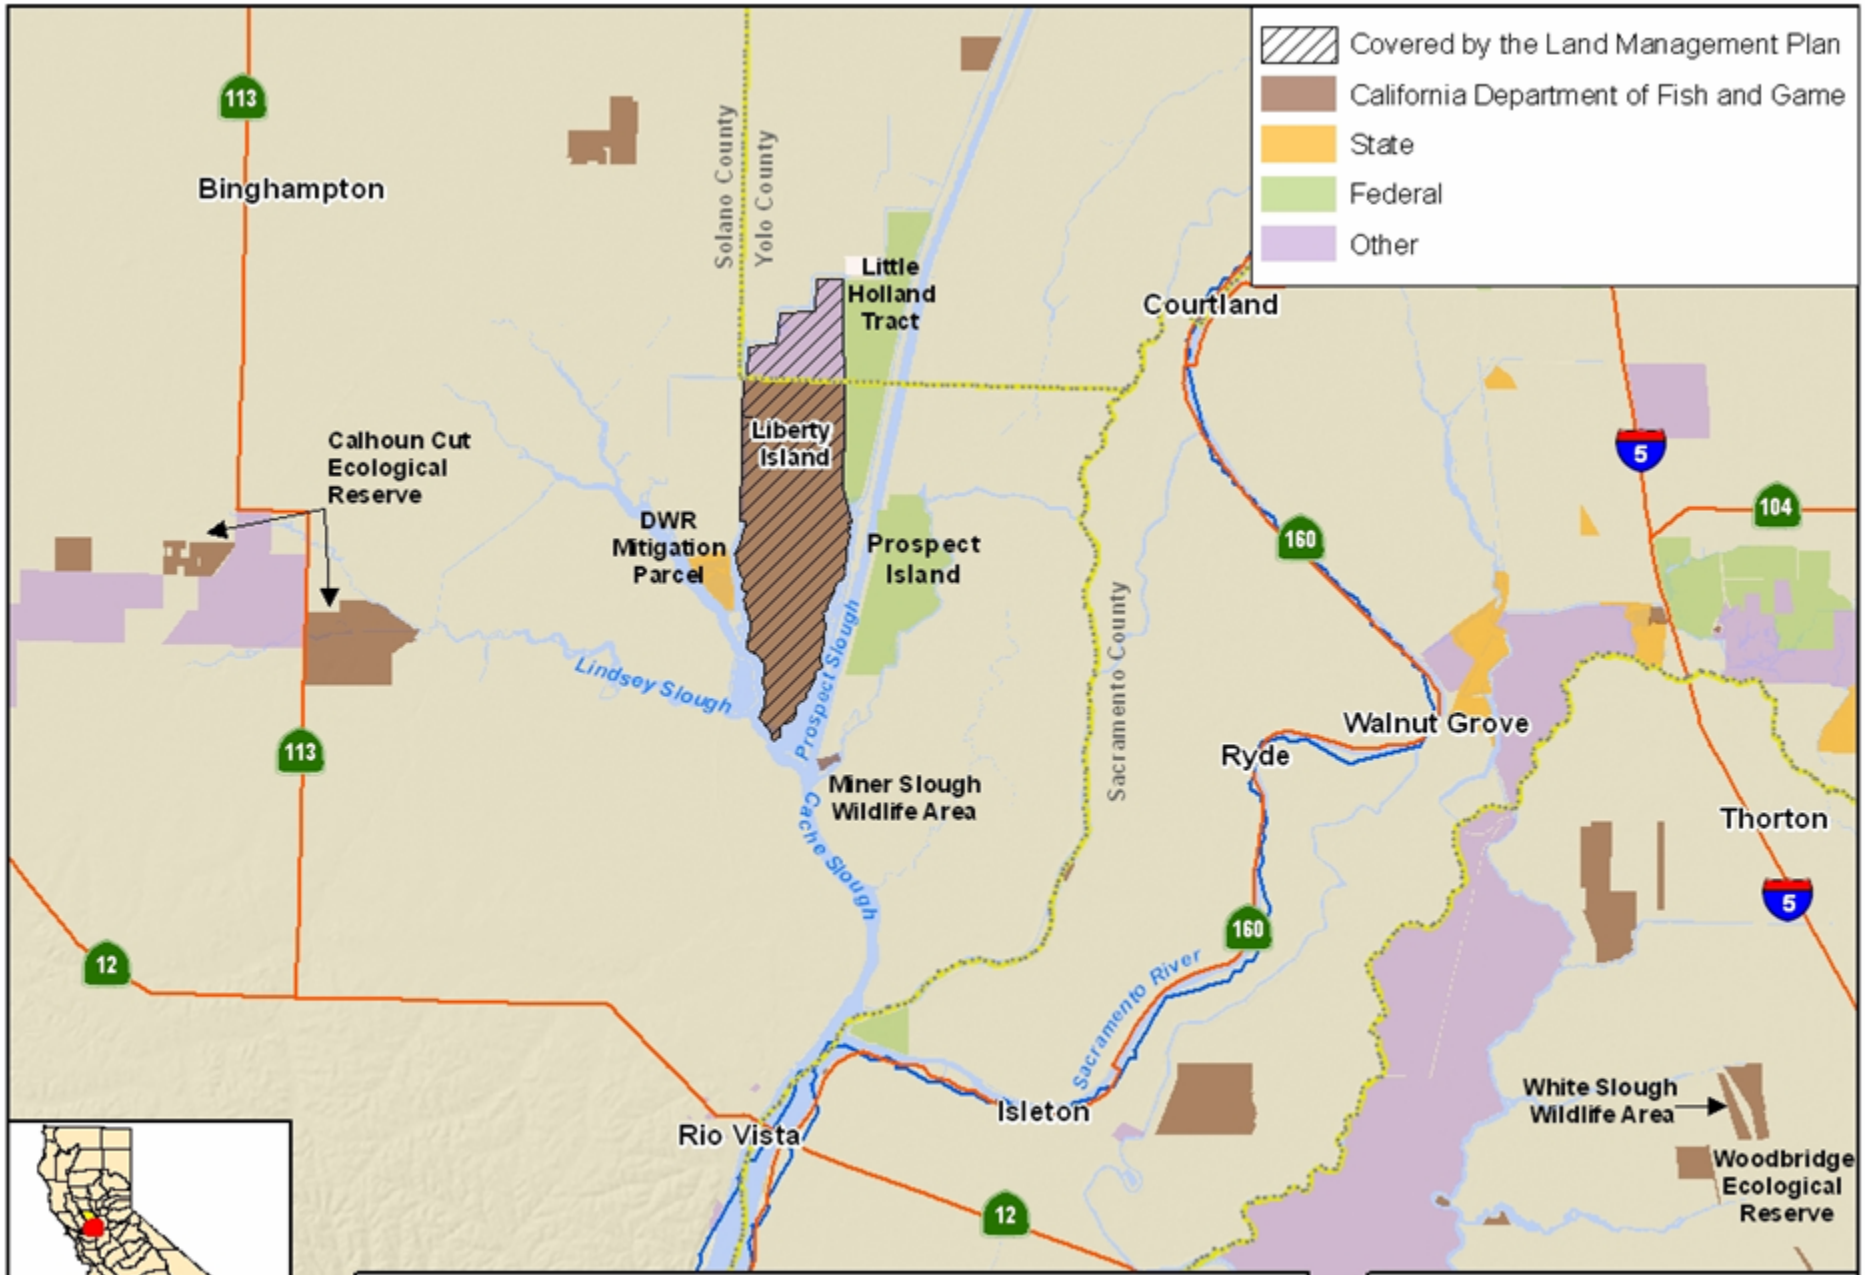 Covered by the Land Management Plan
California Department of Fish and Game
State
Federal
Other
113
Binghampton
Solano County
Yolo County
Little
Holland
Tract
Courtland
Liberty
Island
Calhoun Cut
Ecological
Reserve
5
104
DWR
Mitigation
Parcel
Prospect
Island
160
Sacramento County
Prospect Slough
Lindsey Slough
Walnut Grove
Ryde
113
Miner Slough
Wildlife Area
Cache Slough
Thorton
5
160
12
Sacramento River
White Slough
Wildlife Area
Isleton
Rio Vista
Woodbridge
Ecological
Reserve
12